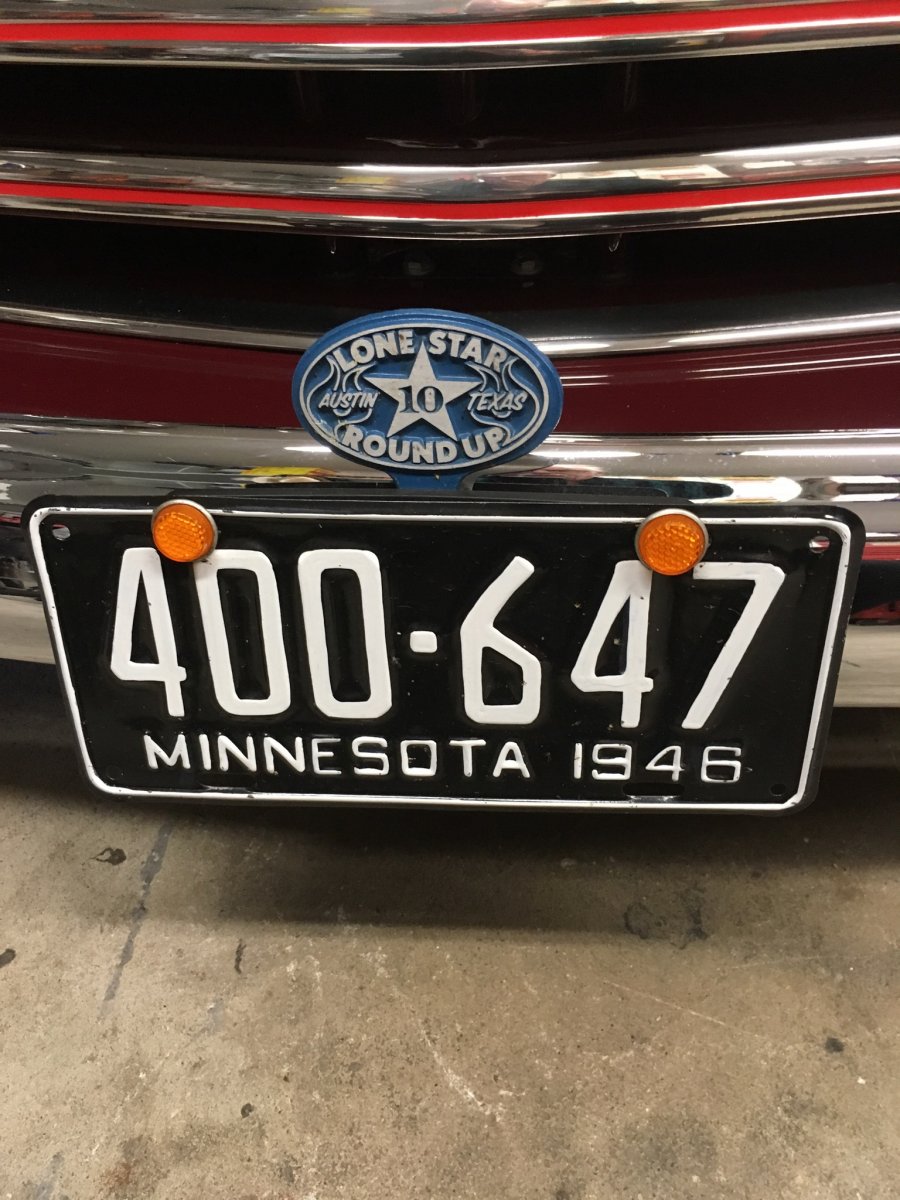 LONE STAR
AUSTIN 10 TEXAS
ROUND UP
400·647
MINNESOTA 1946